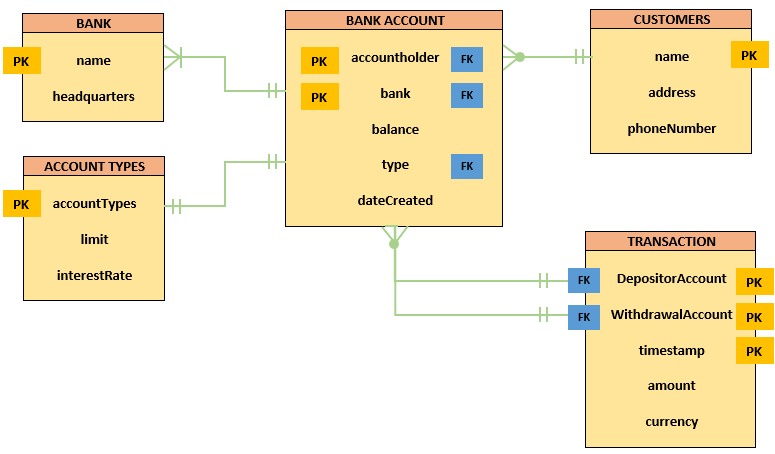 BANK
PK
name
headquarters
ACCOUNT TYPES
PK
accountTypes
limit
interestRate
BANK ACCOUNT
PK
accountholder
FK
PK
bank
FK
balance
type
FK
dateCreated
CUSTOMERS
name
PK
address
phoneNumber
TRANSACTION
FK
DepositorAccount
PK
FK
WithdrawalAccount
PK
timestamp
PK
amount
currency